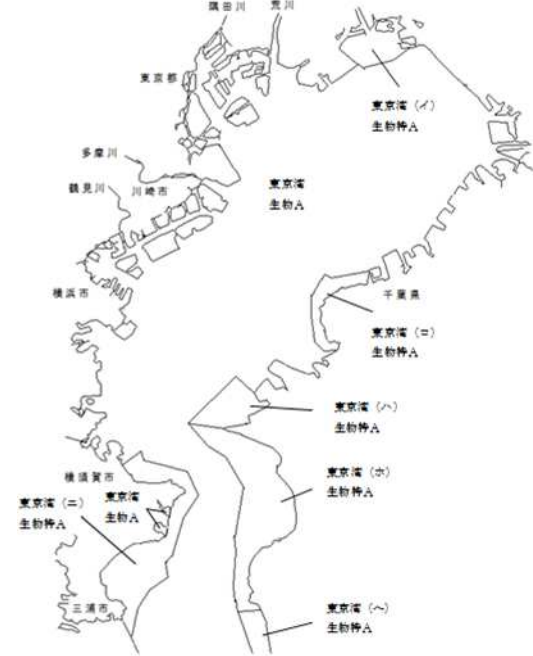 隅田川
荒川
東京都
東京湾（イ）
生物特A
多摩川
鶴見川
川崎市
東京湾
生物A
横浜市
千葉県
東京湾（ロ）
生物特A
東京湾（ハ）
生物特A
横須賀市
東京湾（ニ）
生物特A
東京湾
生物A
東京湾（ホ）
生物特A
三浦市
東京湾（ヘ）
生物特A